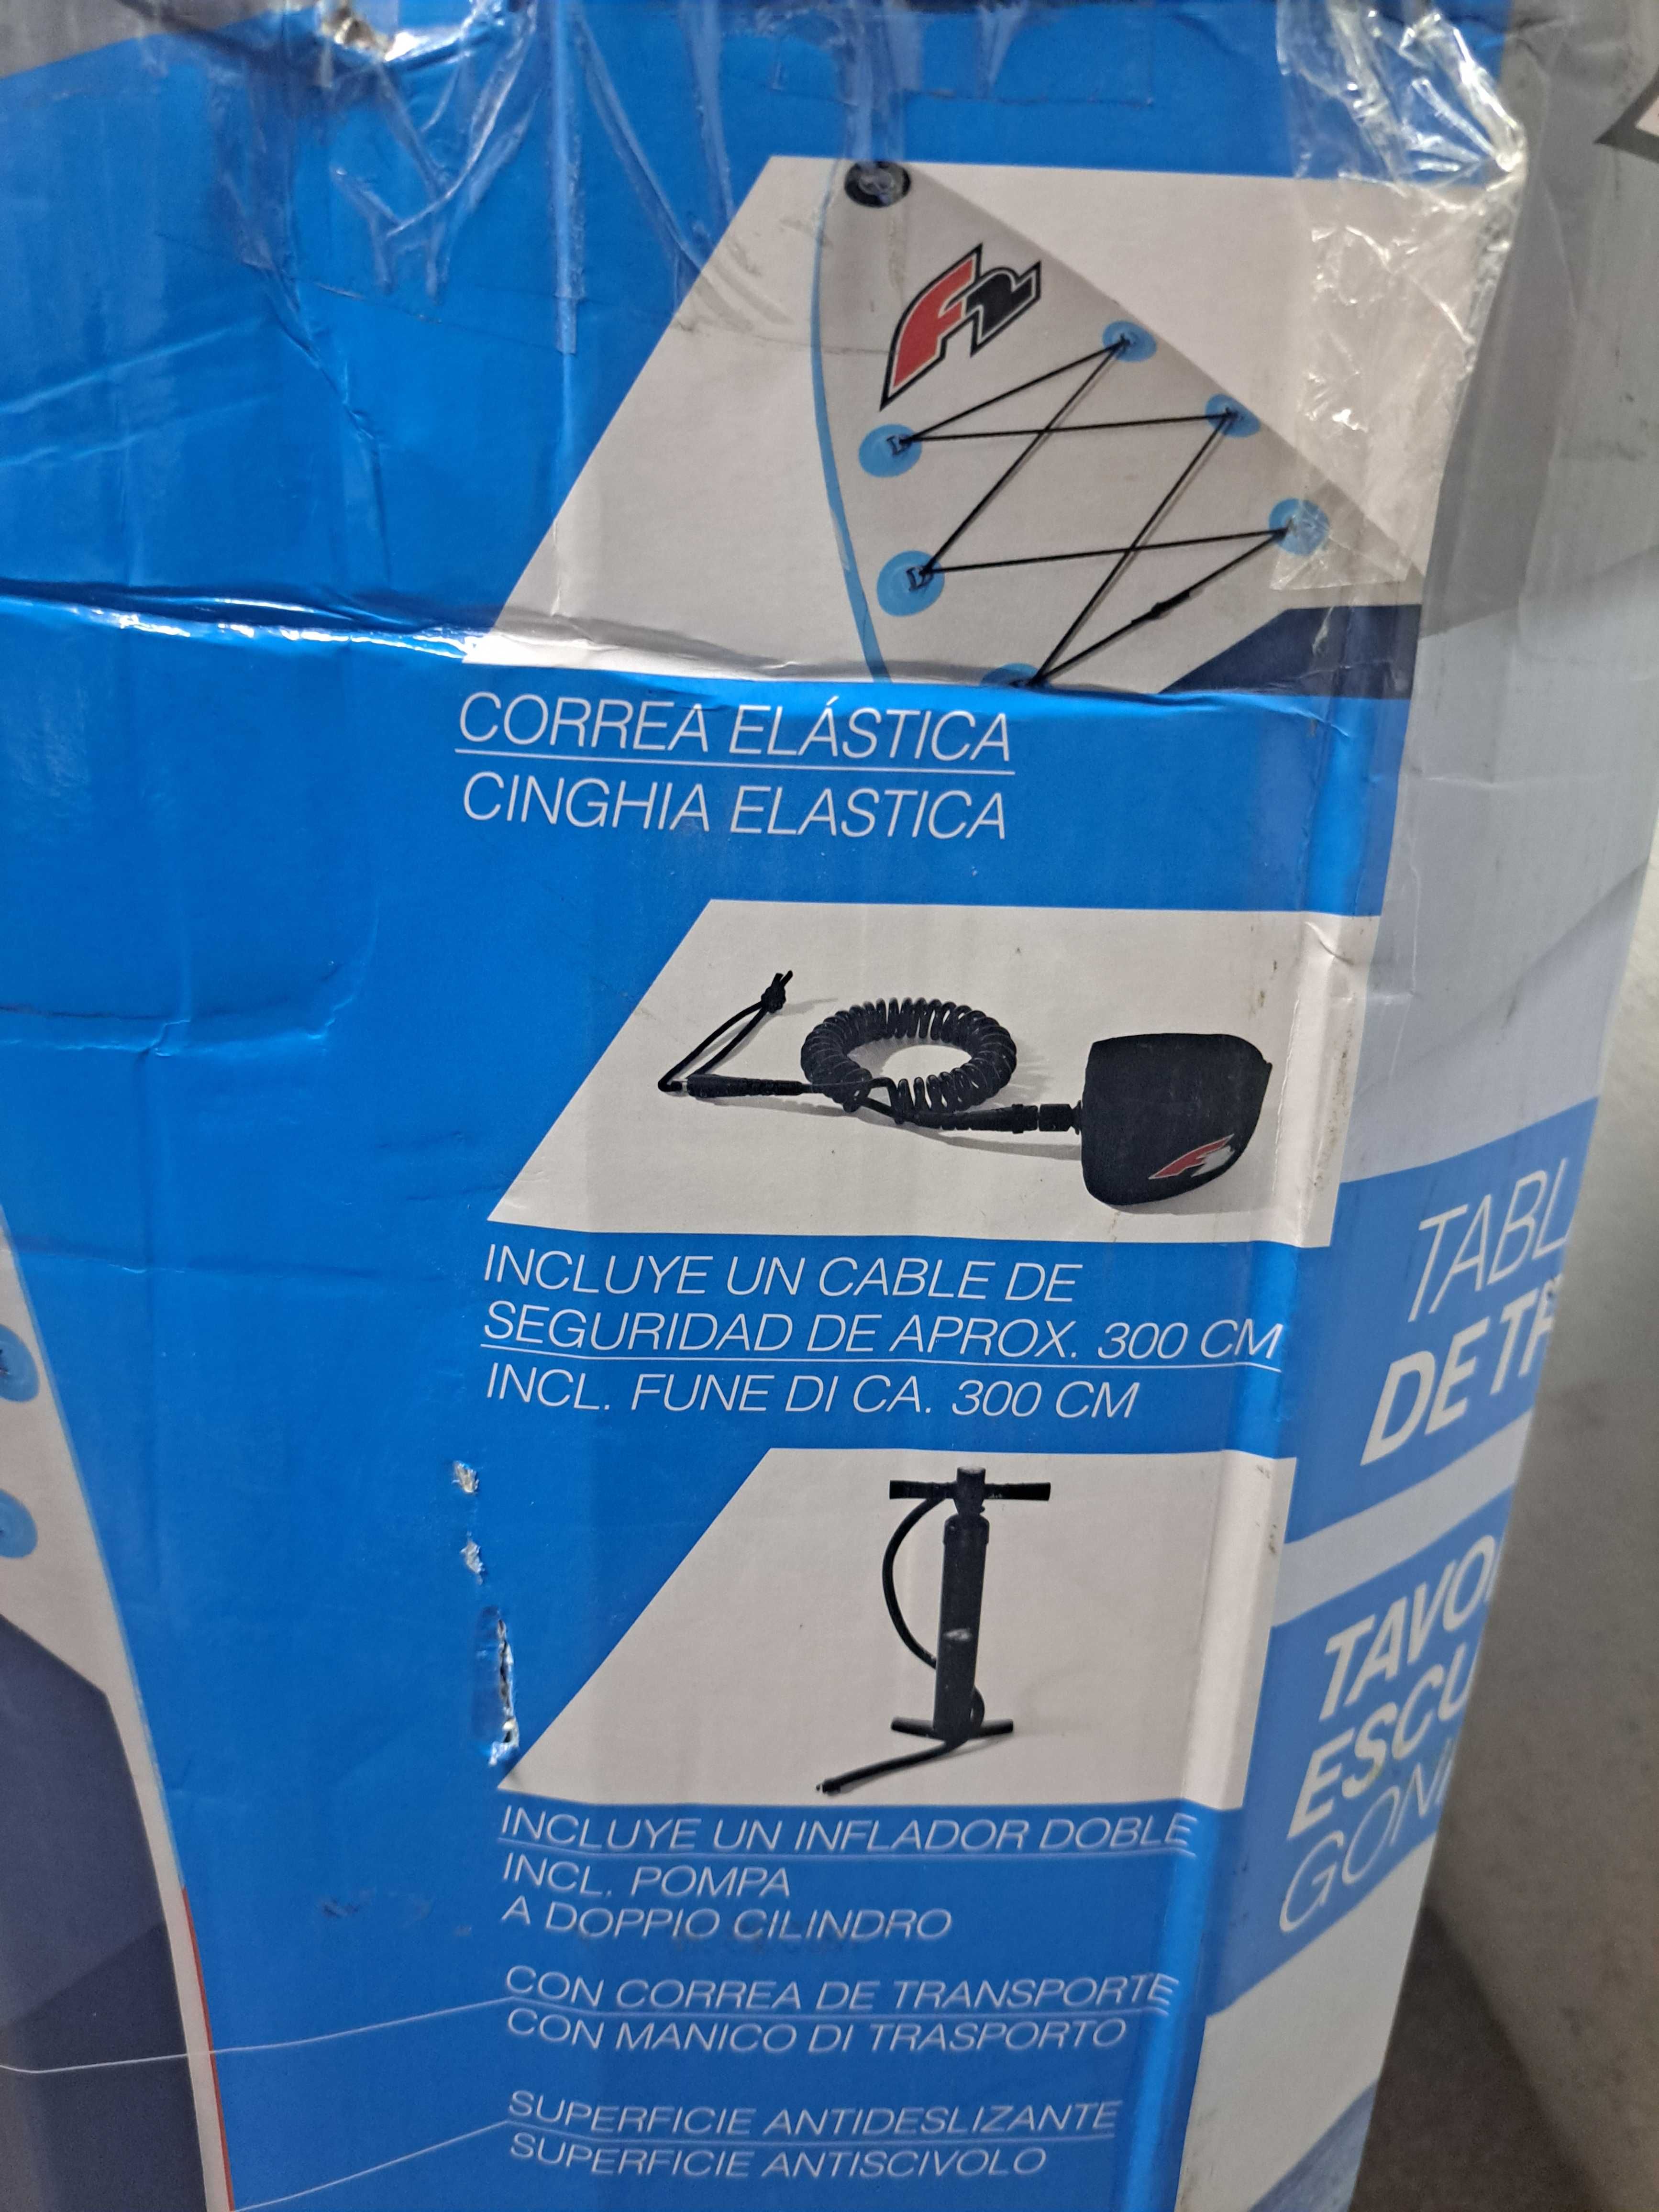 F2
CORREA ELÁSTICA
CINGHIA ELASTICA
INCLUYE UN CABLE DE
SEGURIDAD DE APROX. 300 CM
INCL. FUNE DI CA. 300 CM
INCLUYE UN INFLADOR DOBLE
INCL. POMPA
A DOPPIO CILINDRO
CON CORREA DE TRANSPORTE
CON MANICO DI TRASPORTO
SUPERFICIE ANTIDESLIZANTE
SUPERFICIE ANTISCIVOLO
DE